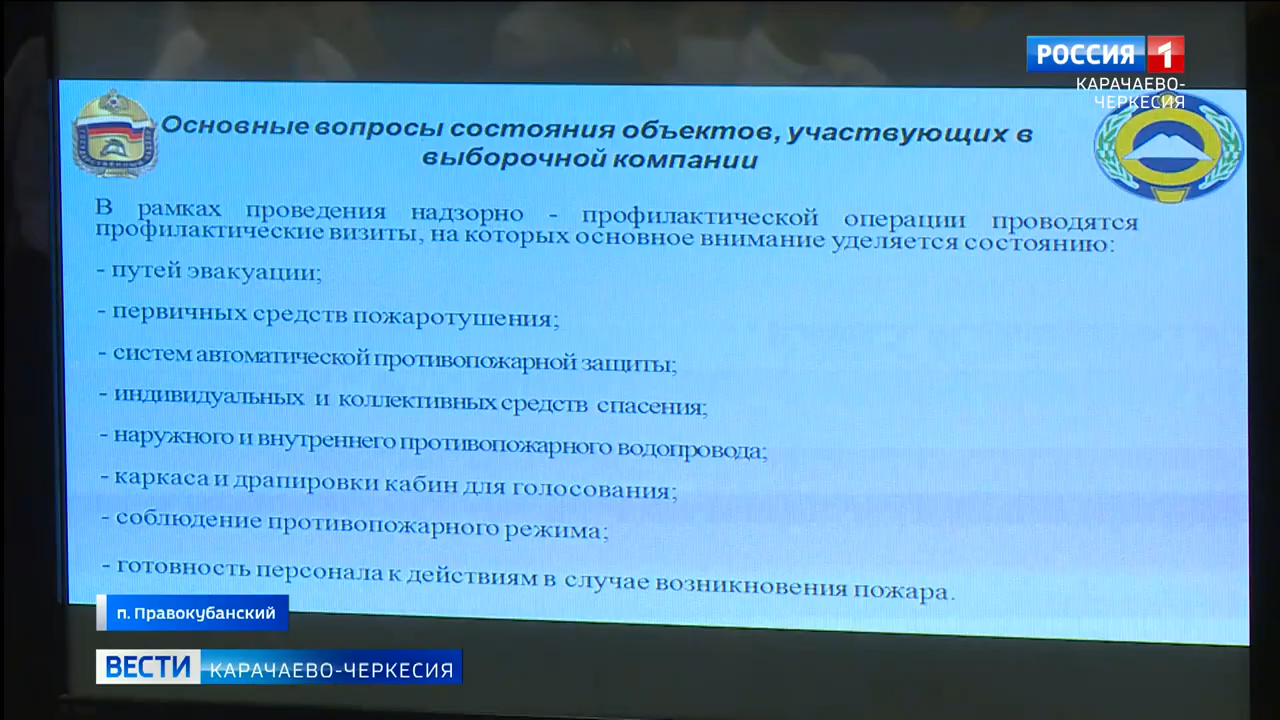 РОССИЯ 1
КАРАЧАЕВО-
ЧЕРКЕСИЯ
Основные вопросы состояния объектов, участвующих в
выборочной компании
В рамках проведения надзорно - профилактической операции проводятся
профилактические визиты, на которых основное внимание уделяется состоянию:
- путей эвакуации;
- первичных средств пожаротушения;
- систем автоматической противопожарной защиты;
- индивидуальных и коллективных средств спасения;
- наружного и внутреннего противопожарного водопровода;
- каркаса и драпировки кабин для голосования;
- соблюдение противопожарного режима;
- готовность персонала к действиям в случае возникновения пожара.
п. Правокубанский
ВЕСТИ КАРАЧАЕВО-ЧЕРКЕСИЯ